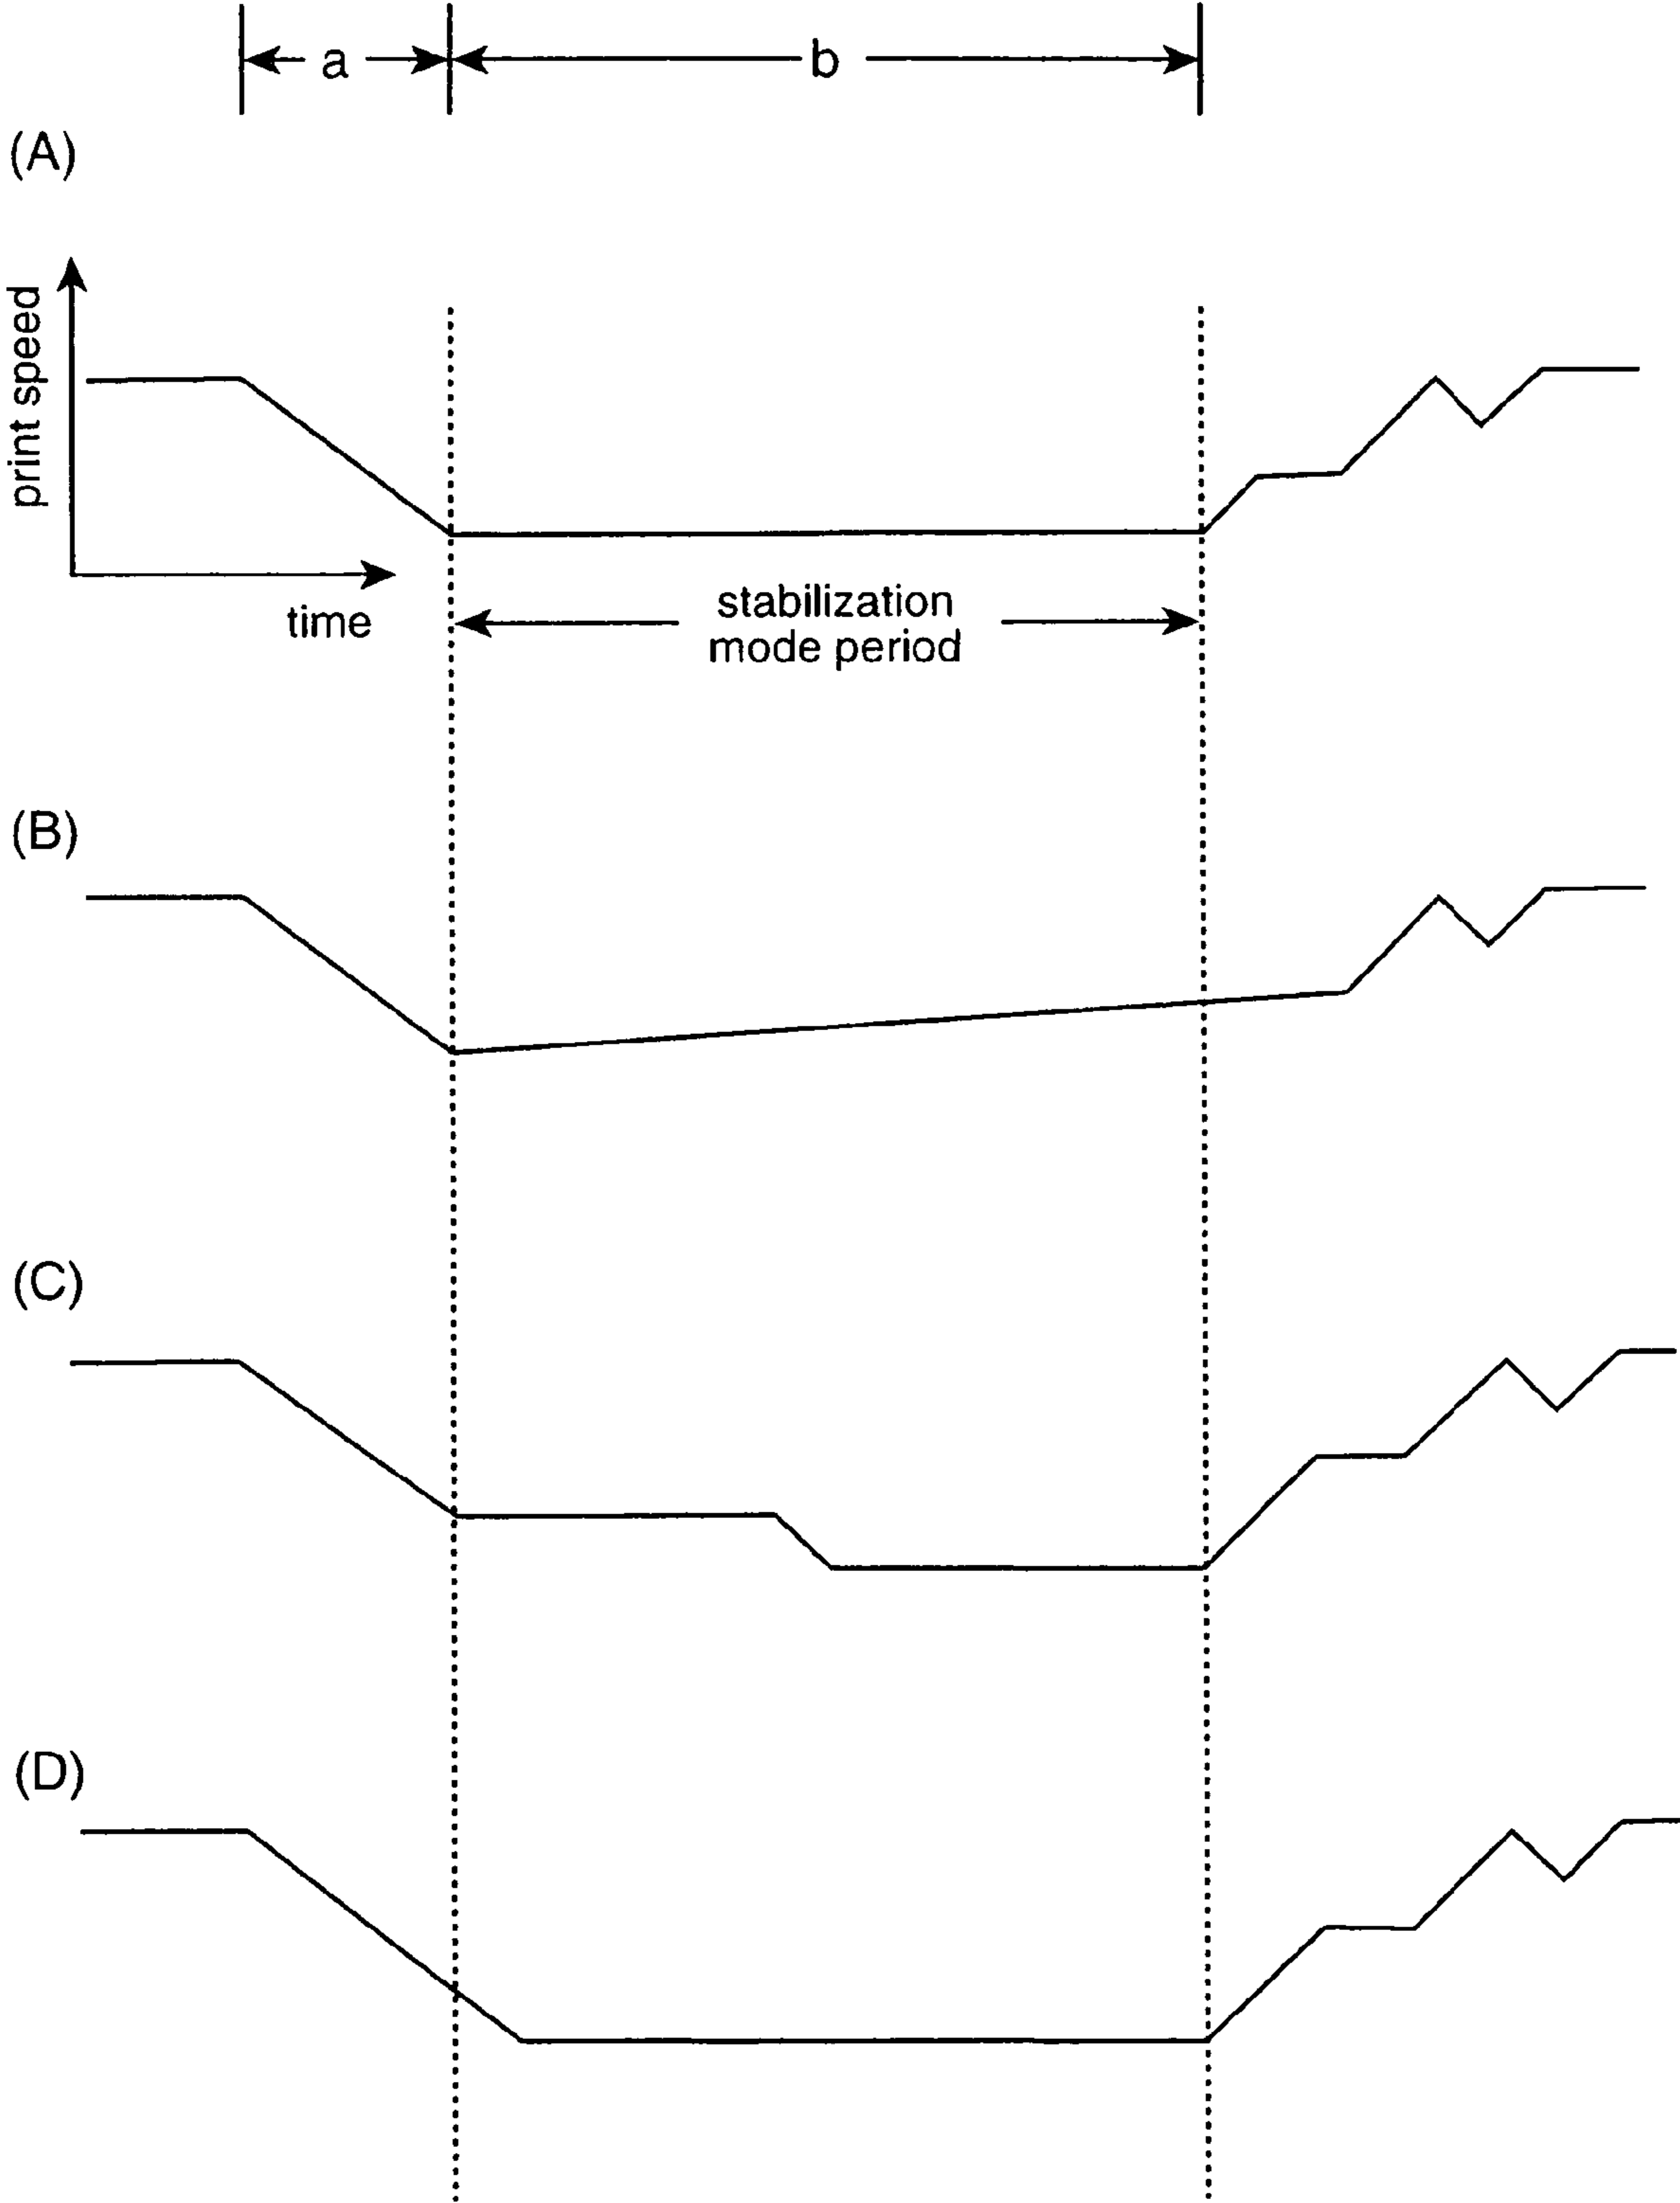 a
b
(A)
print speed
time
stabilization
mode period
(B)
(C)
(D)